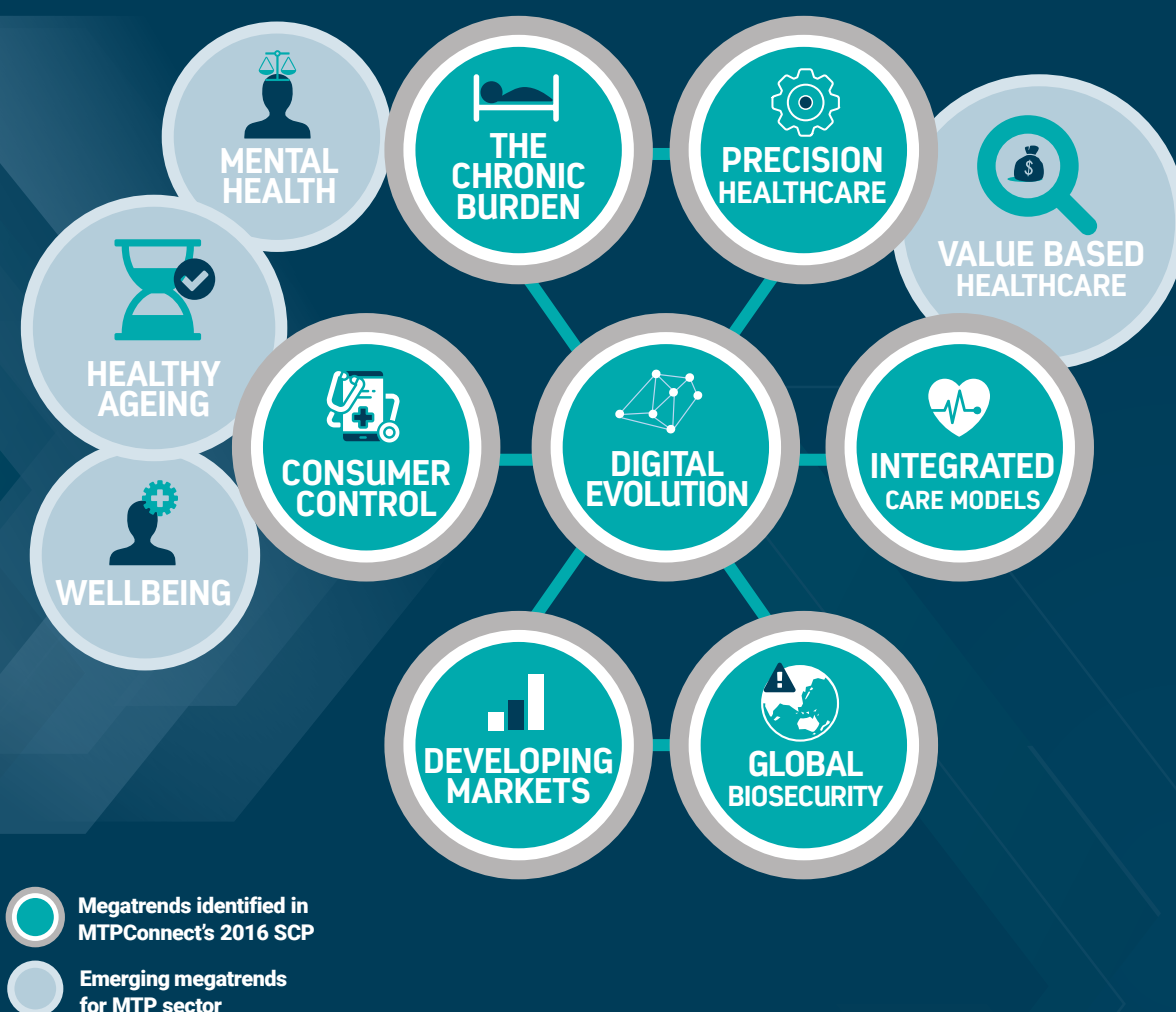 MENTAL
HEALTH
THE
CHRONIC
BURDEN
PRECISION
HEALTHCARE
$
VALUE BASED
HEALTHCARE
HEALTHY
AGEING
CONSUMER
CONTROL
DIGITAL
EVOLUTION
INTEGRATED
CARE MODELS
WELLBEING
DEVELOPING
MARKETS
GLOBAL
BIOSECURITY
Megatrends identified in
MTPConnect's 2016 SCP
Emerging megatrends
for MTP sector